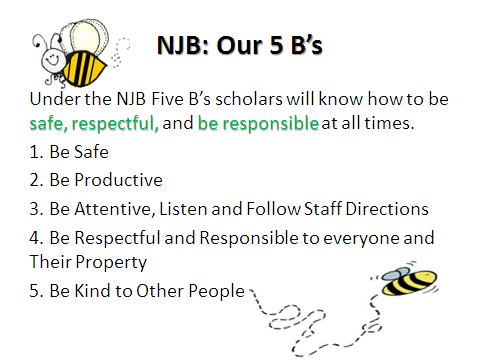 NJB: Our 5 B's
Under the NJB Five B's scholars will know how to be
safe, respectful, and be responsible at all times.
1. Be Safe
2. Be Productive
3. Be Attentive, Listen and Follow Staff Directions
4. Be Respectful and Responsible to everyone and
Their Property
5. Be Kind to Other People